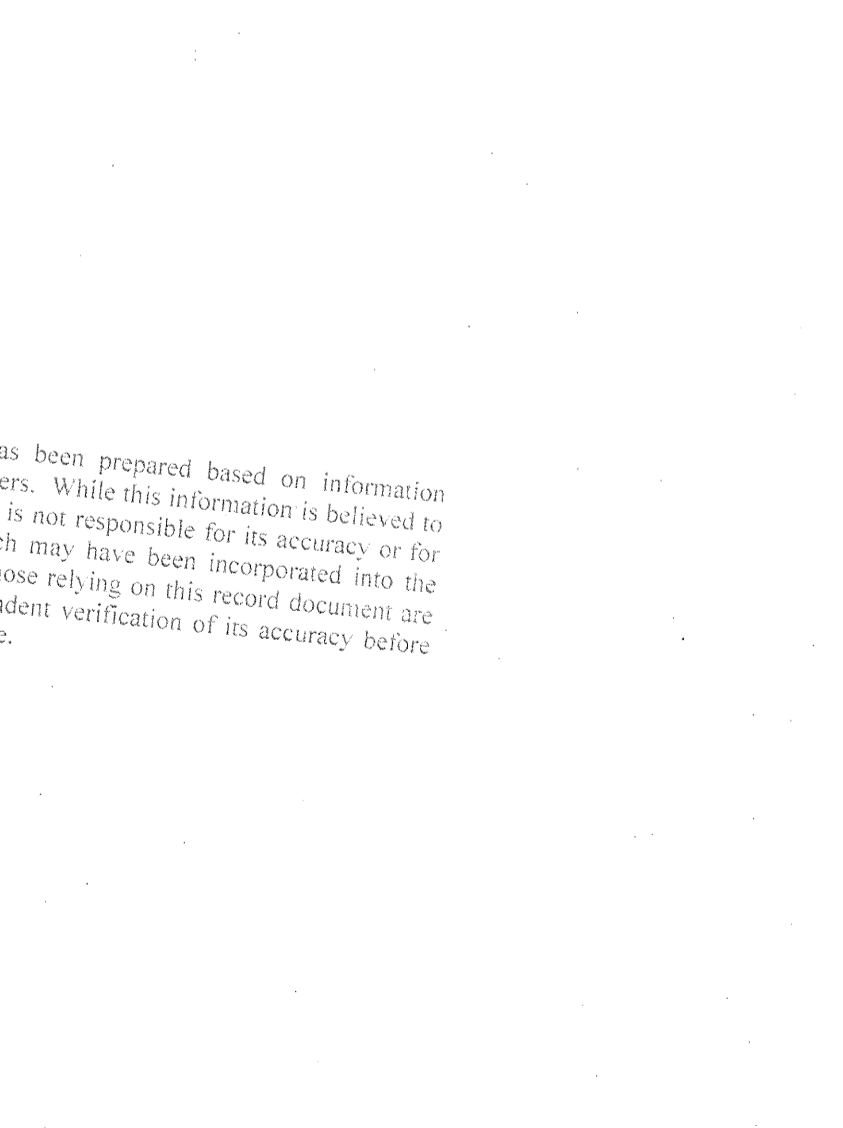 as been prepared based on information
ers. While this information is believed to
is not responsible for its accuracy or for
ch may have been incorporated into the
ose relying on this record document are
dent verification of its accuracy before
e.